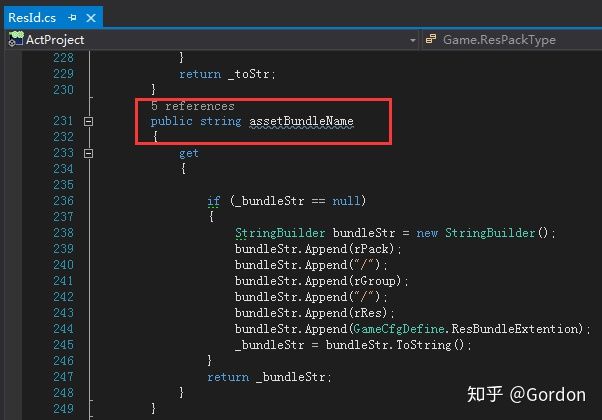 ResId.cs
ActProject
Game.ResPackType
228 }
229 return _toStr;
230 }
5 references
231 public string assetBundleName
232 {
233 get
234 {
235
236 if (_bundleStr == null)
237 {
238 StringBuilder bundleStr = new StringBuilder();
239 bundleStr.Append(rPack);
240 bundleStr.Append("/");
241 bundleStr.Append(rGroup);
242 bundleStr.Append("/");
243 bundleStr.Append(rRes);
244 bundleStr.Append(GameCfgDefine.ResBundleExtention);
245 _bundleStr = bundleStr.ToString();
246 }
247 return _bundleStr;
248 }
249 }
知乎 @Gordon